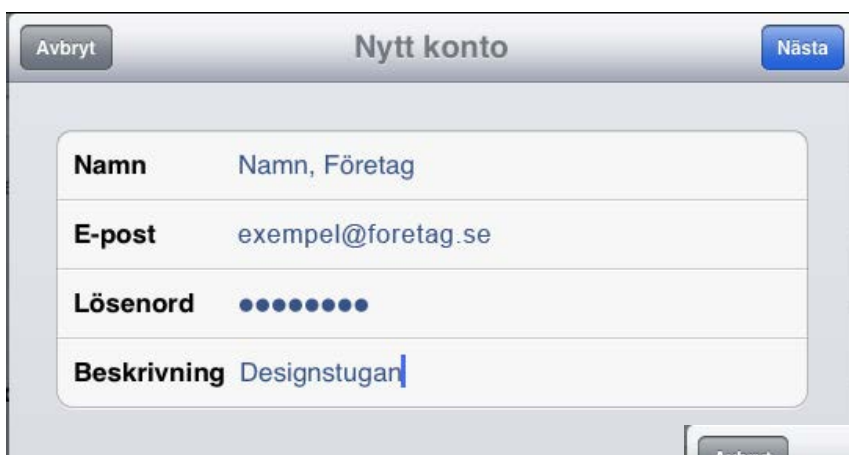 Avbryt Nytt konto Nästa
Namn Namn, Företag
E-post exempel@foretag.se
Lösenord ●●●●●●●●
Beskrivning Designstugan